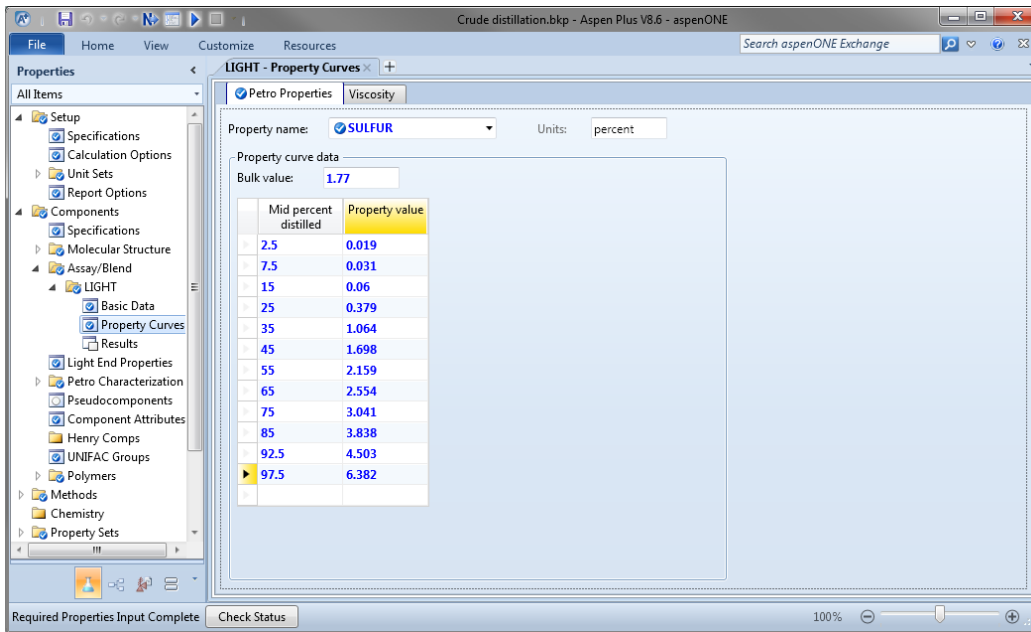 Crude distillation.bkp - Aspen Plus V8.6 - aspenONE
File Home View Customize Resources Search aspenONE Exchange
Properties
All Items
Setup
Specifications
Calculation Options
Unit Sets
Report Options
Components
Specifications
Molecular Structure
Assay/Blend
LIGHT
Basic Data
Property Curves
Results
Light End Properties
Petro Characterization
Pseudocomponents
Component Attributes
Henry Comps
UNIFAC Groups
Polymers
Methods
Chemistry
Property Sets
LIGHT - Property Curves
Petro Properties Viscosity
Property name: SULFUR Units: percent
Property curve data
Bulk value: 1.77
Mid percent distilled Property value
2.5 0.019
7.5 0.031
15 0.06
25 0.379
35 1.064
45 1.698
55 2.159
65 2.554
75 3.041
85 3.838
92.5 4.503
97.5 6.382
Required Properties Input Complete Check Status 100%